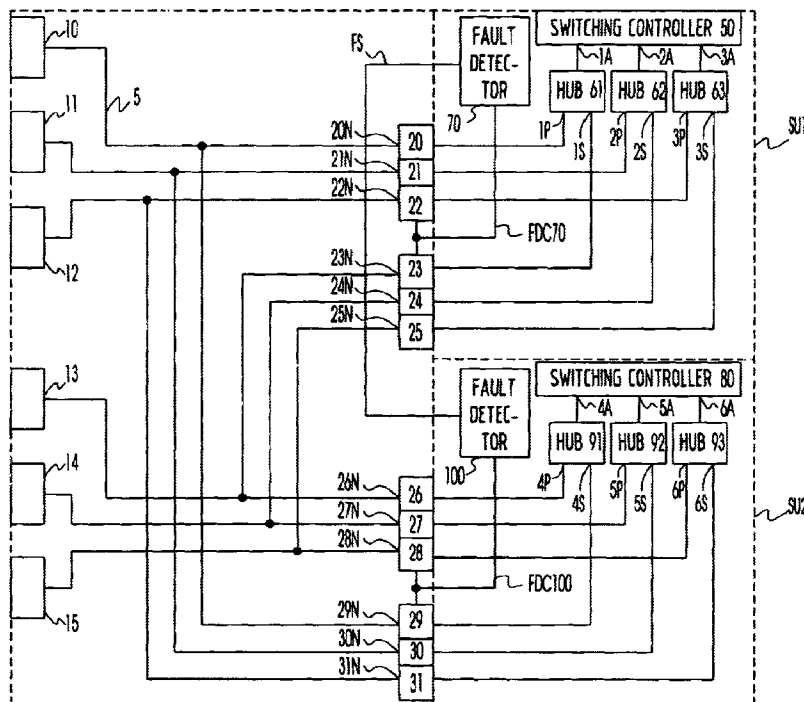 10
SWITCHING CONTROLLER 50
FAULT
DETEC-
TOR
FS
1A
2A
3A
5
11
HUB 61
HUB 62
HUB 63
70
1P
1S
2P
2S
3P
3S
20N
20
SU1
21N
21
22N
22
12
FDC70
23N
23
24N
24
25N
25
13
SWITCHING CONTROLLER 80
FAULT
DETEC-
TOR
4A
5A
6A
14
HUB 91
HUB 92
HUB 93
100
4P
4S
5P
5S
6P
6S
26N
26
27N
27
SU2
28N
28
15
FDC100
29N
29
30N
30
31N
31